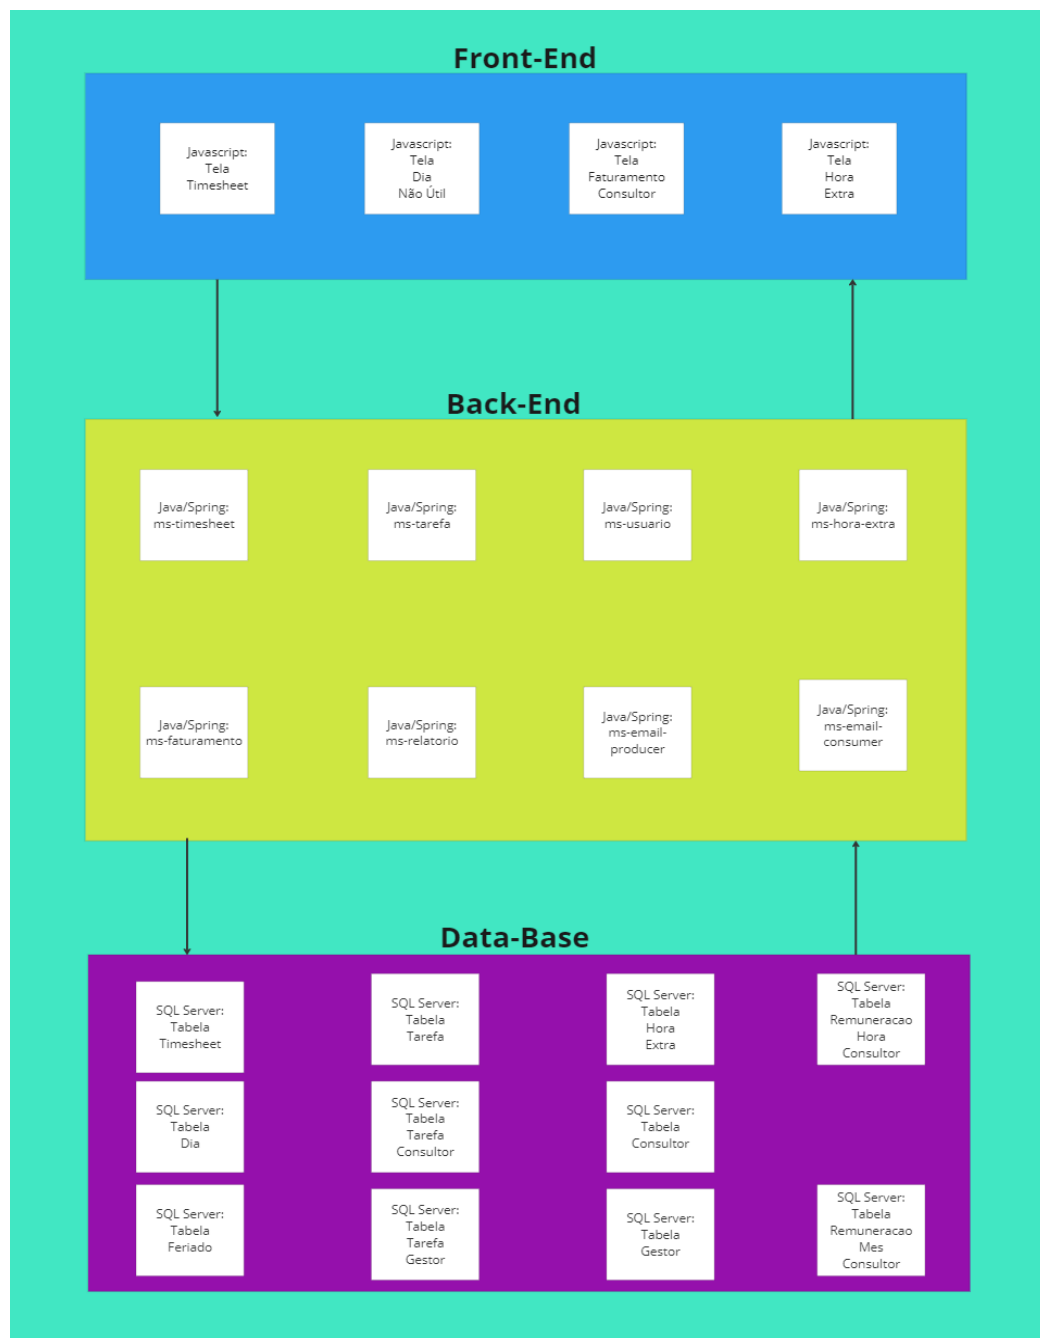 Front-End
Javascript:
Tela
Timesheet
Javascript:
Tela
Dia
Não Útil
Javascript:
Tela
Faturamento
Consultor
Javascript:
Tela
Hora
Extra
Back-End
Java/Spring:
ms-timesheet
Java/Spring:
ms-tarefa
Java/Spring:
ms-usuario
Java/Spring:
ms-hora-extra
Java/Spring:
ms-faturamento
Java/Spring:
ms-relatorio
Java/Spring:
ms-email-
producer
Java/Spring:
ms-email-
consumer
Data-Base
SQL Server:
Tabela
Timesheet
SQL Server:
Tabela
Tarefa
SQL Server:
Tabela
Hora
Extra
SQL Server:
Tabela
Remuneracao
Hora
Consultor
SQL Server:
Tabela
Dia
SQL Server:
Tabela
Tarefa
Consultor
SQL Server:
Tabela
Consultor
SQL Server:
Tabela
Feriado
SQL Server:
Tabela
Tarefa
Gestor
SQL Server:
Tabela
Gestor
SQL Server:
Tabela
Remuneracao
Mes
Consultor